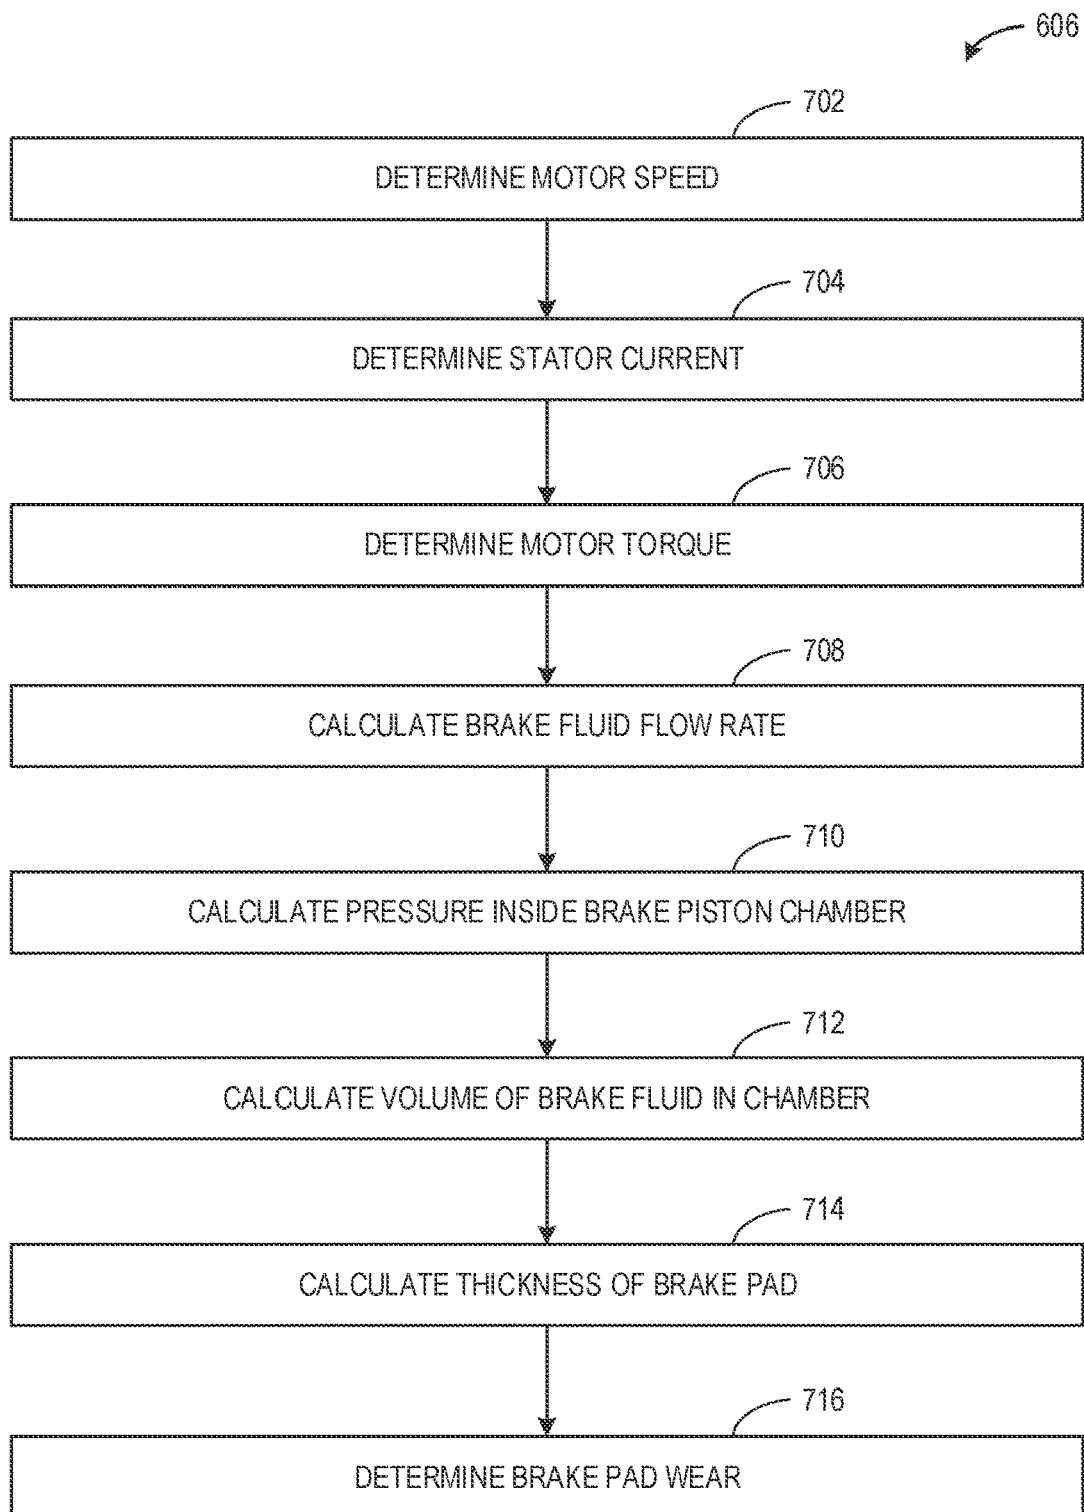 606
702
DETERMINE MOTOR SPEED
704
DETERMINE STATOR CURRENT
706
DETERMINE MOTOR TORQUE
708
CALCULATE BRAKE FLUID FLOW RATE
710
CALCULATE PRESSURE INSIDE BRAKE PISTON CHAMBER
712
CALCULATE VOLUME OF BRAKE FLUID IN CHAMBER
714
CALCULATE THICKNESS OF BRAKE PAD
716
DETERMINE BRAKE PAD WEAR